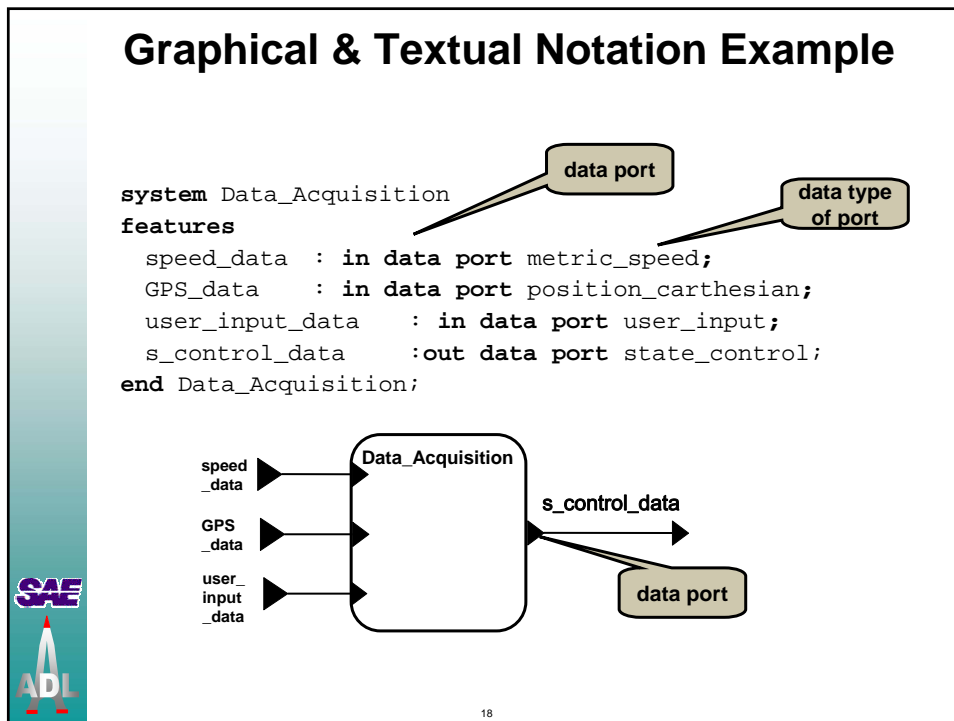 Graphical & Textual Notation Example
data port
data type
of port
system Data_Acquisition
features
speed_data : in data port metric_speed;
GPS_data : in data port position_carthesian;
user_input_data : in data port user_input;
s_control_data :out data port state_control;
end Data_Acquisition;
Data_Acquisition
speed
_data
GPS
_data
user_
input
_data
s_control_data
data port
SAE
ADL
18